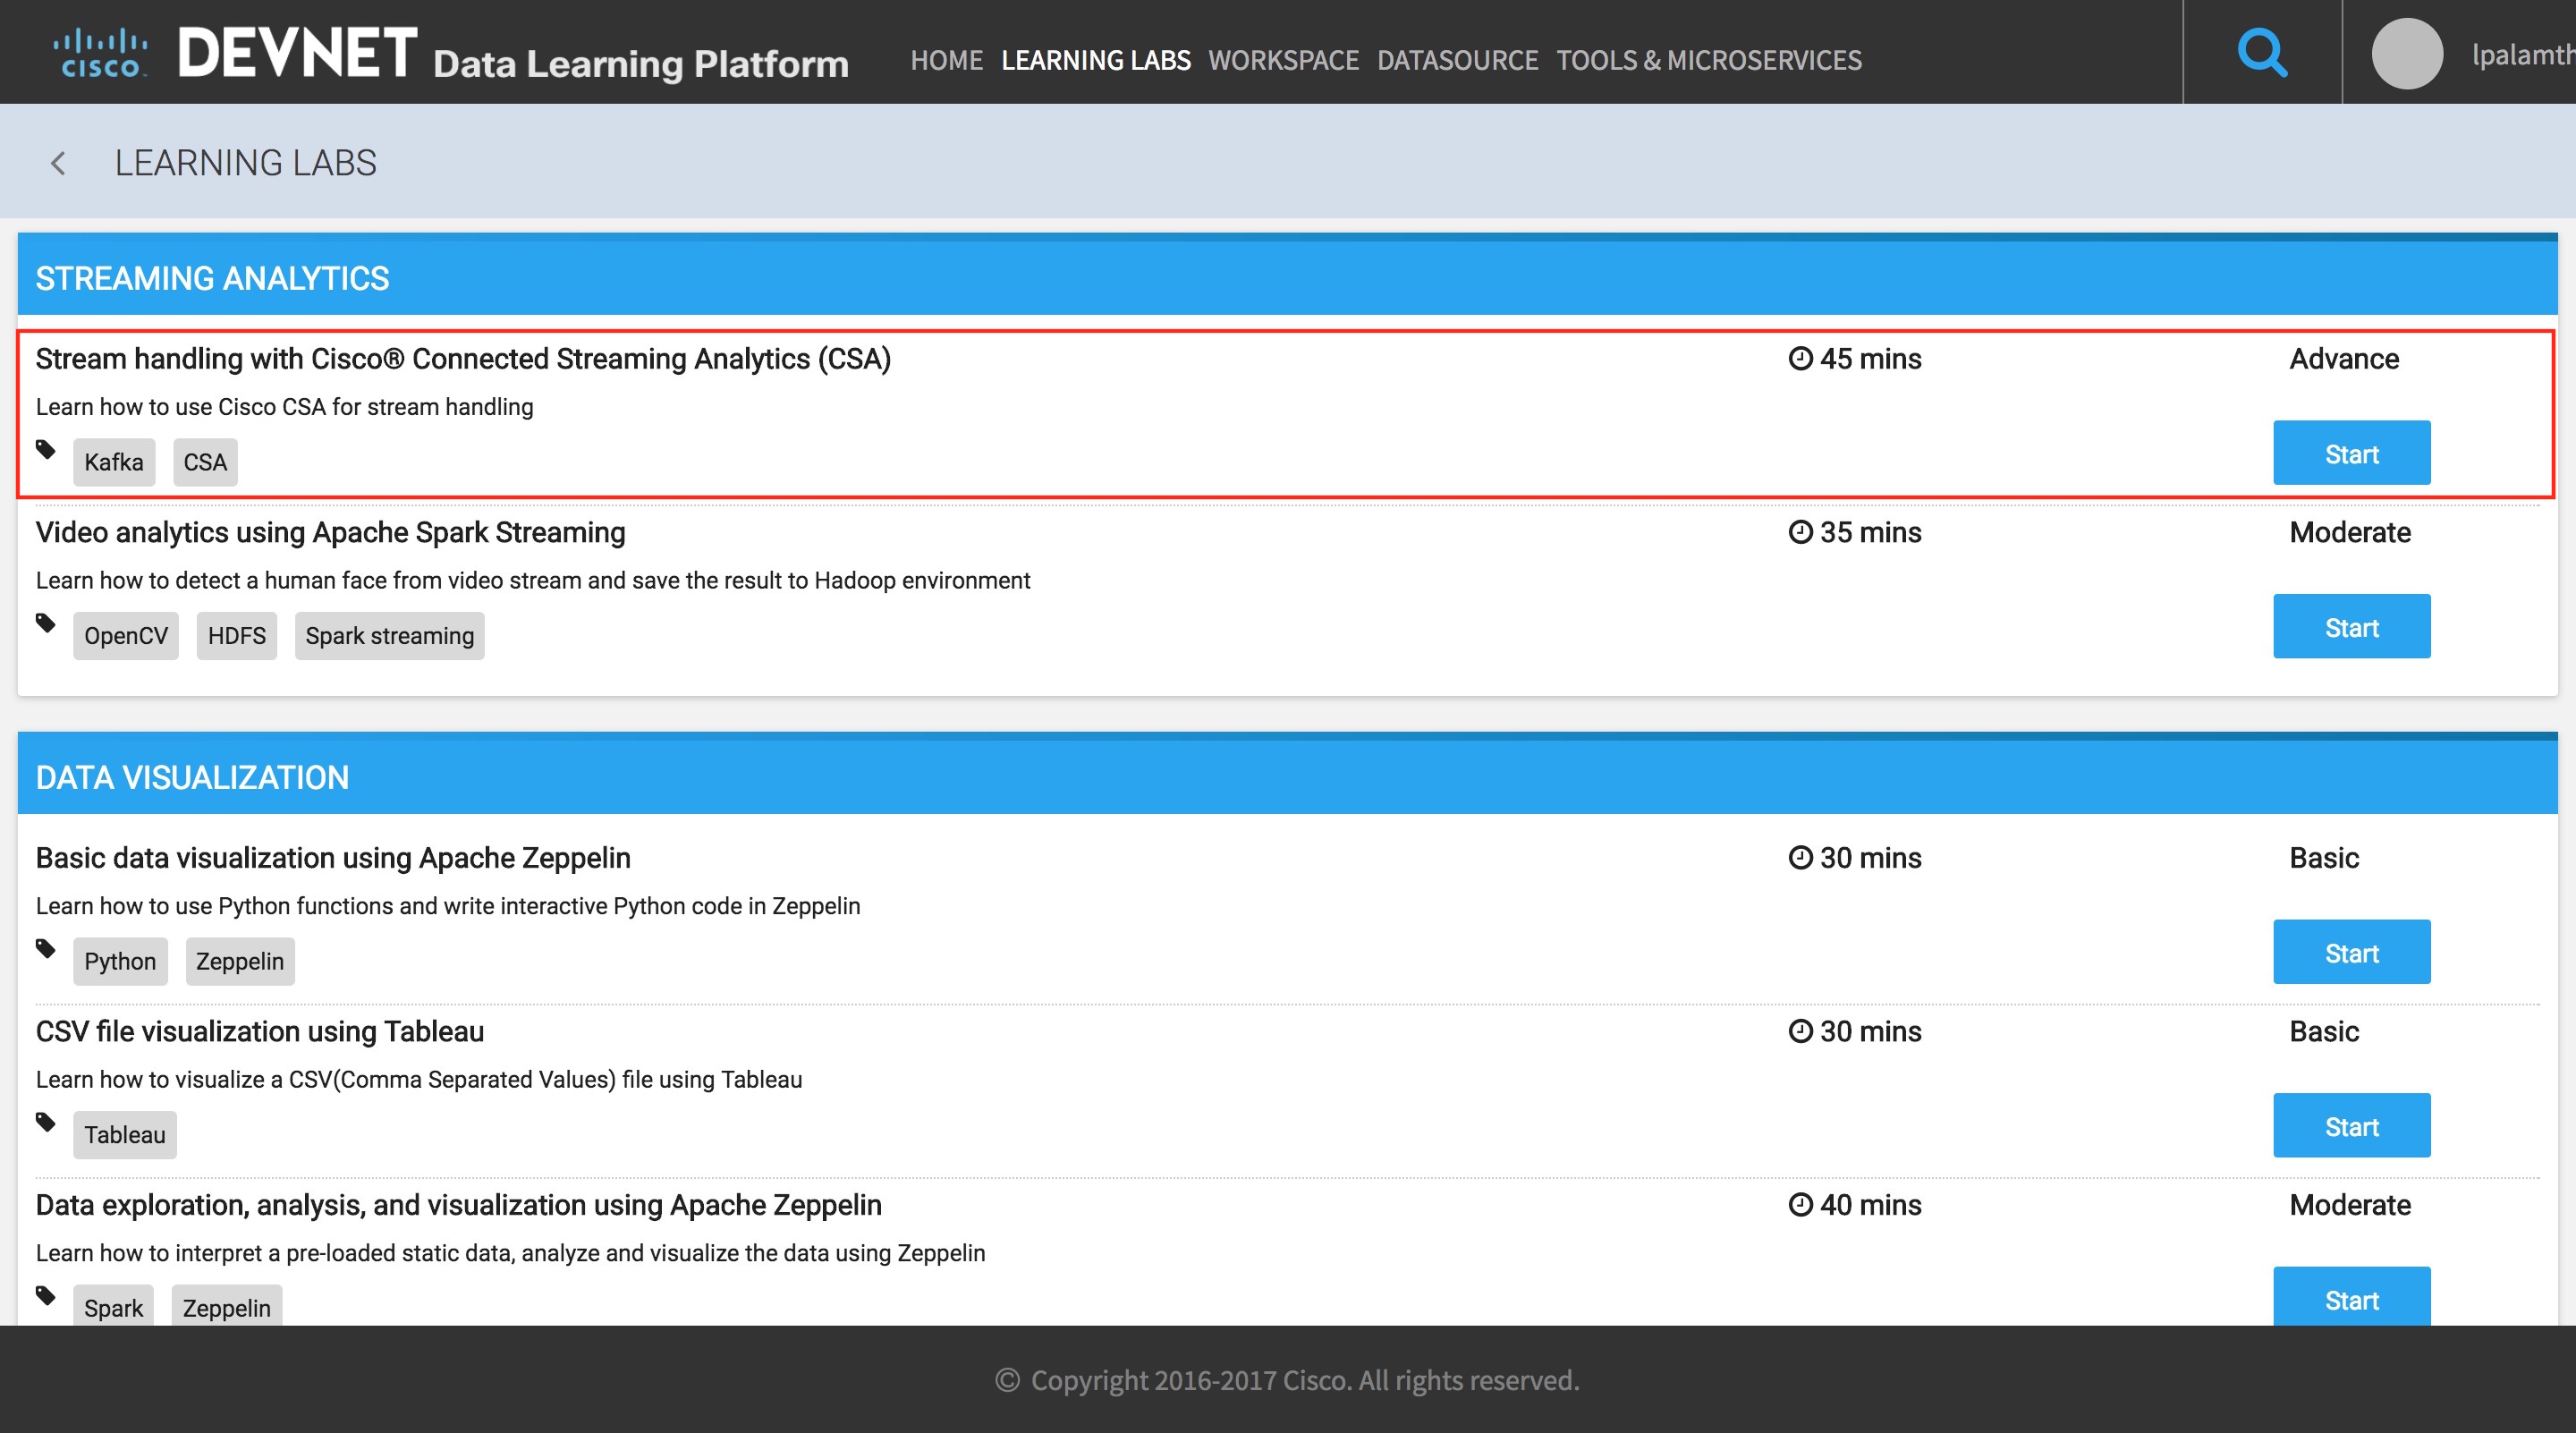 CISCO DEVNET Data Learning Platform HOME LEARNING LABS WORKSPACE DATASOURCE TOOLS & MICROSERVICES lpalamth
LEARNING LABS
STREAMING ANALYTICS
Stream handling with Cisco® Connected Streaming Analytics (CSA) 45 mins Advance
Learn how to use Cisco CSA for stream handling
Kafka CSA Start
Video analytics using Apache Spark Streaming 35 mins Moderate
Learn how to detect a human face from video stream and save the result to Hadoop environment
OpenCV HDFS Spark streaming Start
DATA VISUALIZATION
Basic data visualization using Apache Zeppelin 30 mins Basic
Learn how to use Python functions and write interactive Python code in Zeppelin
Python Zeppelin Start
CSV file visualization using Tableau 30 mins Basic
Learn how to visualize a CSV(Comma Separated Values) file using Tableau
Tableau Start
Data exploration, analysis, and visualization using Apache Zeppelin 40 mins Moderate
Learn how to interpret a pre-loaded static data, analyze and visualize the data using Zeppelin
Spark Zeppelin Start
© Copyright 2016-2017 Cisco. All rights reserved.